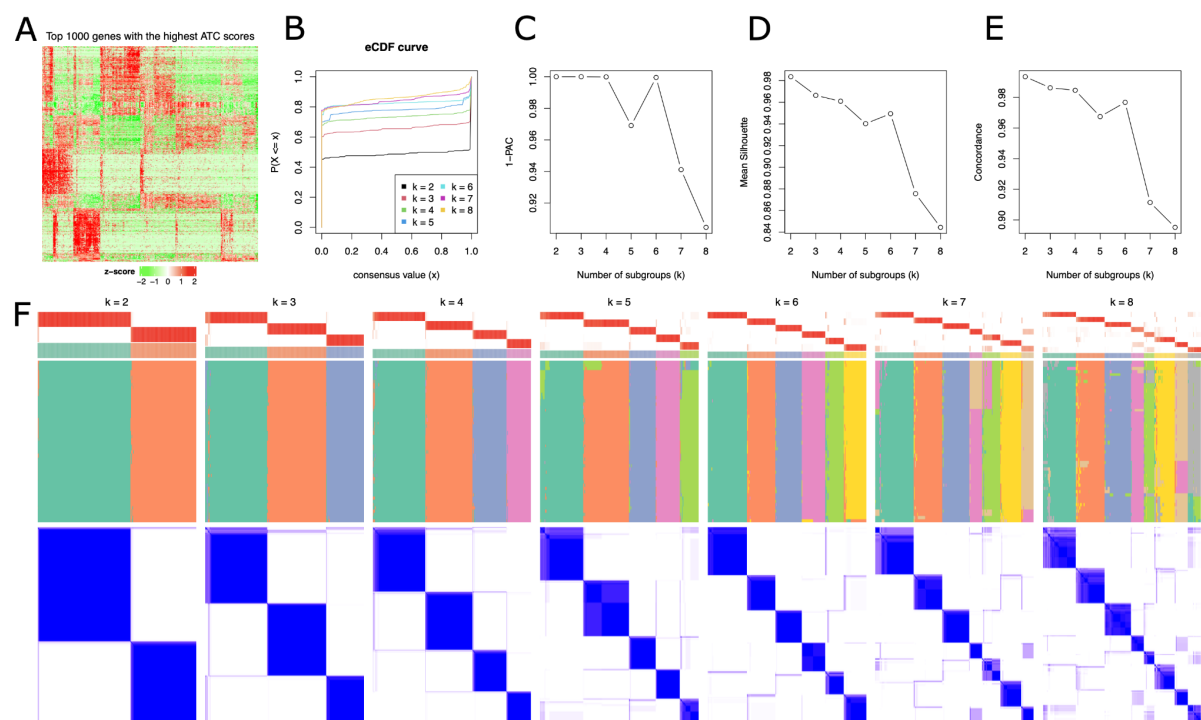 A
Top 1000 genes with the highest ATC scores
z-score
−2 −1 0 1 2
B
eCDF curve
P(X <= x)
1.0
0.8
0.6
0.4
0.2
0.0
k = 2
k = 3
k = 4
k = 5
k = 6
k = 7
k = 8
0.0 0.2 0.4 0.6 0.8 1.0
consensus value (x)
C
1−PAC
1.00
0.98
0.96
0.94
0.92
2 3 4 5 6 7 8
Number of subgroups (k)
D
Mean Silhouette
0.98
0.96
0.94
0.92
0.90
0.88
0.86
0.84
2 3 4 5 6 7 8
Number of subgroups (k)
E
Concordance
0.98
0.96
0.94
0.92
0.90
2 3 4 5 6 7 8
Number of subgroups (k)
F
k = 2 k = 3 k = 4 k = 5 k = 6 k = 7 k = 8